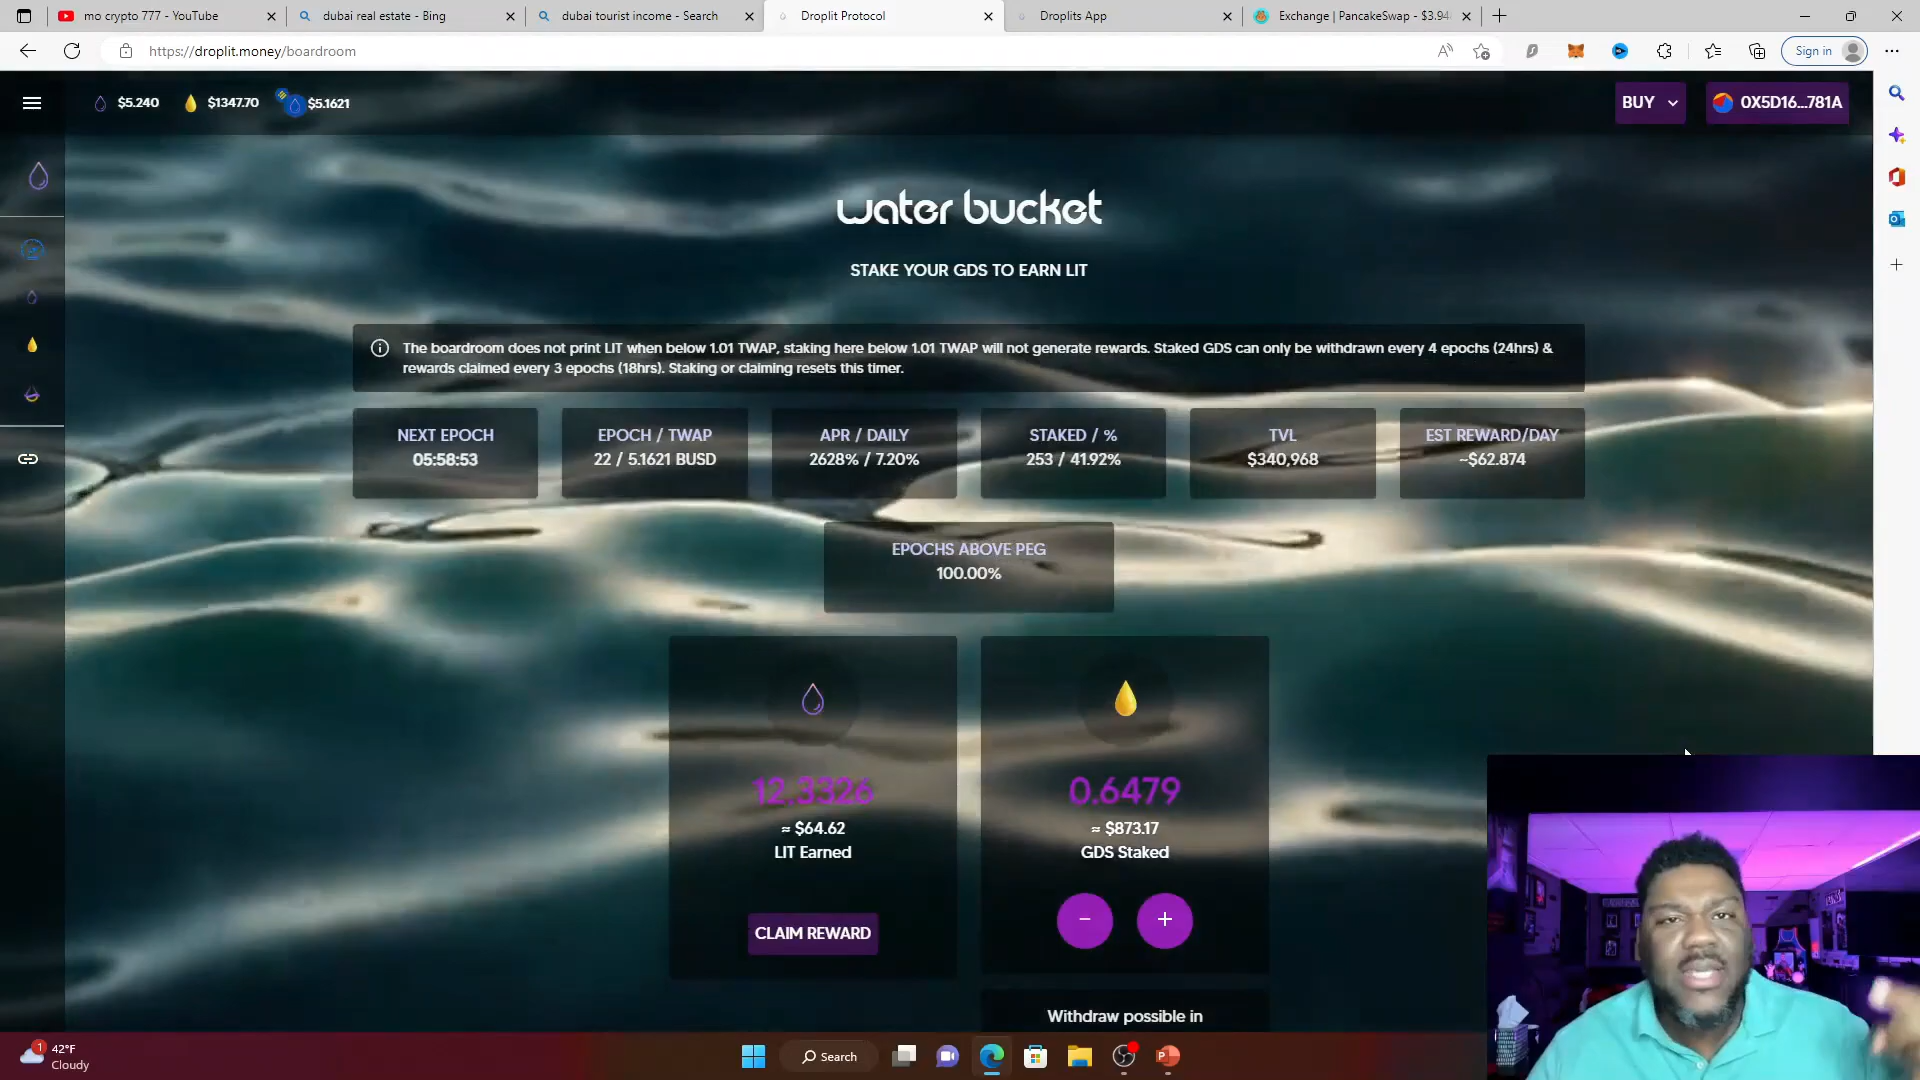 mo crypto 777 - YouTube
dubai real estate - Bing
dubai tourist income - Search
Droplit Protocol
Droplits App
Exchange | PancakeSwap - $3.94
https://droplit.money/boardroom
Sign in
$5.240
$1347.70
$5.1621
BUY
0X5D16...781A
water bucket
STAKE YOUR GDS TO EARN LIT
The boardroom does not print LIT when below 1.01 TWAP, staking here below 1.01 TWAP will not generate rewards. Staked GDS can only be withdrawn every 4 epochs (24hrs) &
rewards claimed every 3 epochs (18hrs). Staking or claiming resets this timer.
NEXT EPOCH
05:58:53
EPOCH / TWAP
22 / 5.1621 BUSD
APR / DAILY
2628% / 7.20%
STAKED / %
253 / 41.92%
TVL
$340,968
EST REWARD/DAY
~$62.874
EPOCHS ABOVE PEG
100.00%
12.3326
≈ $64.62
LIT Earned
CLAIM REWARD
0.6479
≈ $873.17
GDS Staked
−
+
Withdraw possible in
1
42°F
Cloudy
Search